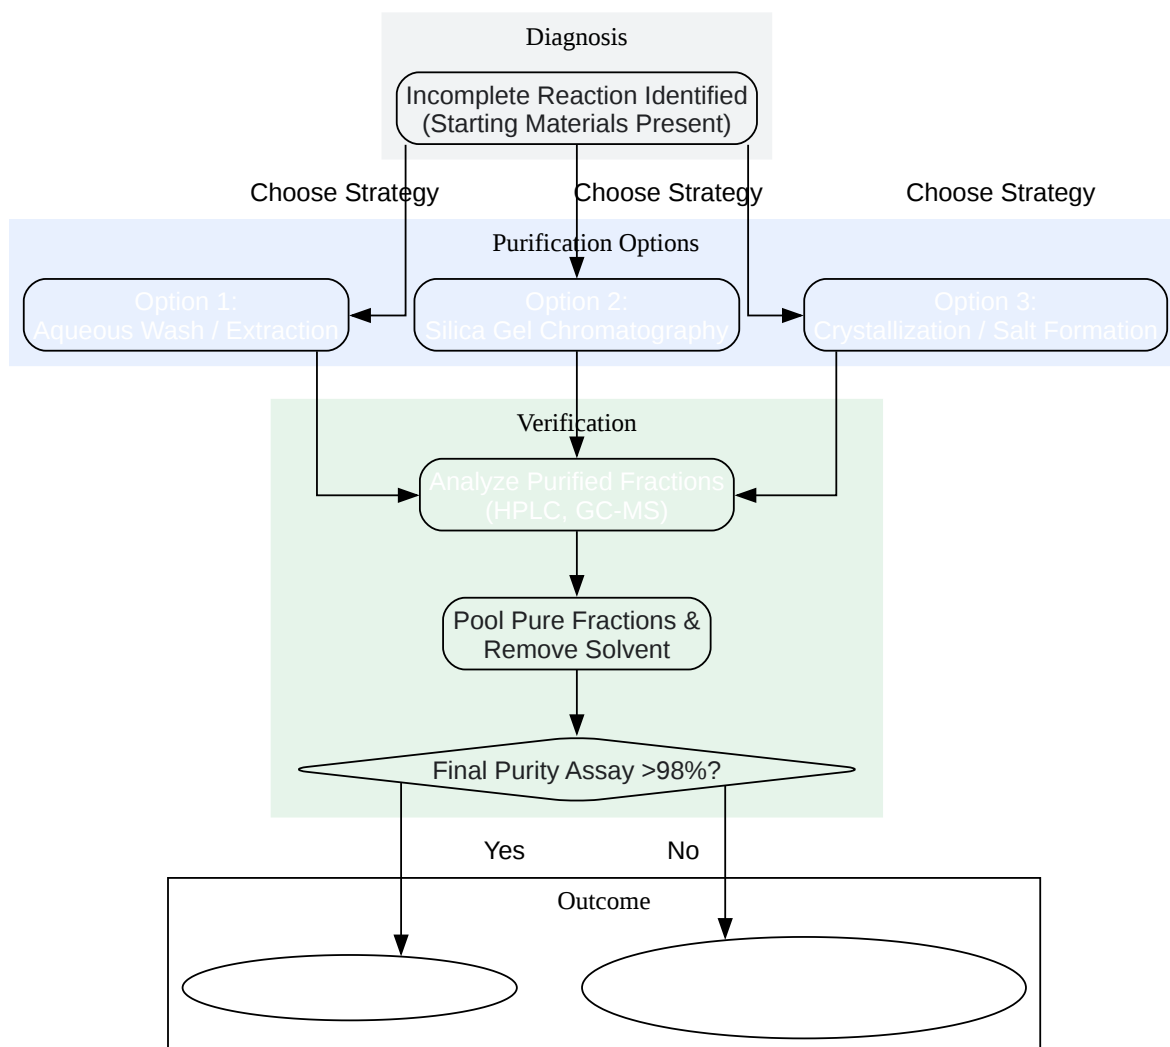 Diagnosis
Incomplete Reaction Identified
(Starting Materials Present)
Choose Strategy
Choose Strategy
Choose Strategy
Purification Options
Option 1:
Aqueous Wash / Extraction
Option 2:
Silica Gel Chromatography
Option 3:
Crystallization / Salt Formation
Verification
Analyze Purified Fractions
(HPLC, GC-MS)
Pool Pure Fractions &
Remove Solvent
Final Purity Assay >98%?
Yes
No
Outcome